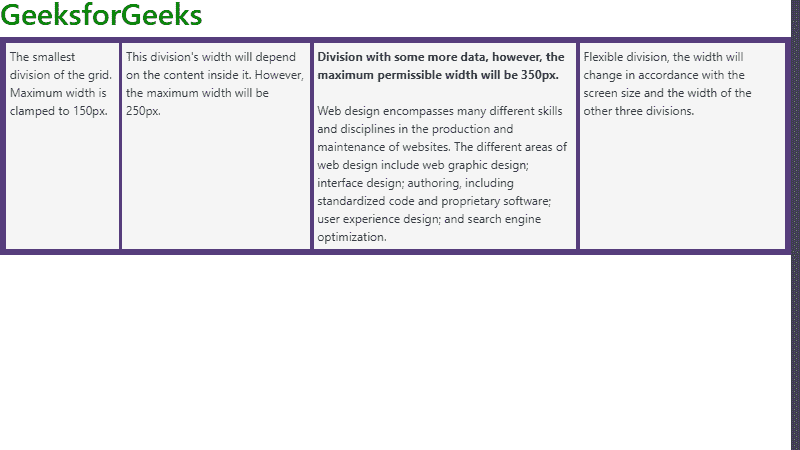 GeeksforGeeks
The smallest
division of the grid.
Maximum width is
clamped to 150px.
This division's width will depend
on the content inside it. However,
the maximum width will be
250px.
Division with some more data, however, the
maximum permissible width will be 350px.
Web design encompasses many different skills
and disciplines in the production and
maintenance of websites. The different areas of
web design include web graphic design;
interface design; authoring, including
standardized code and proprietary software;
user experience design; and search engine
optimization.
Flexible division, the width will
change in accordance with the
screen size and the width of the
other three divisions.